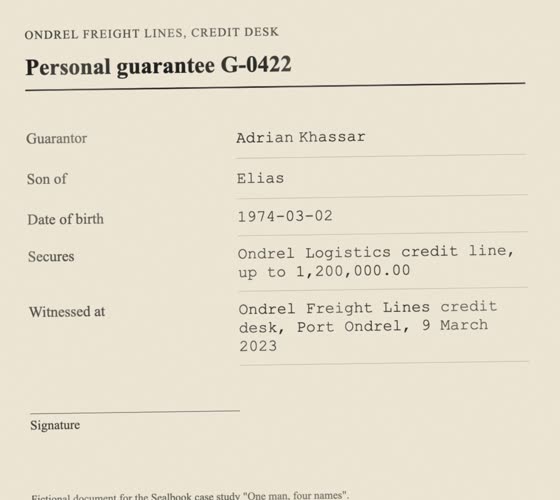 ONDREL FREIGHT LINES, CREDIT DESK
Personal guarantee G-0422
Guarantor Adrian Khassar
Son of Elias
Date of birth 1974-03-02
Secures Ondrel Logistics credit line,
up to 1,200,000.00
Witnessed at Ondrel Freight Lines credit
desk, Port Ondrel, 9 March
2023
Signature
Fictional document for the Sealbook case study "One man, four names".